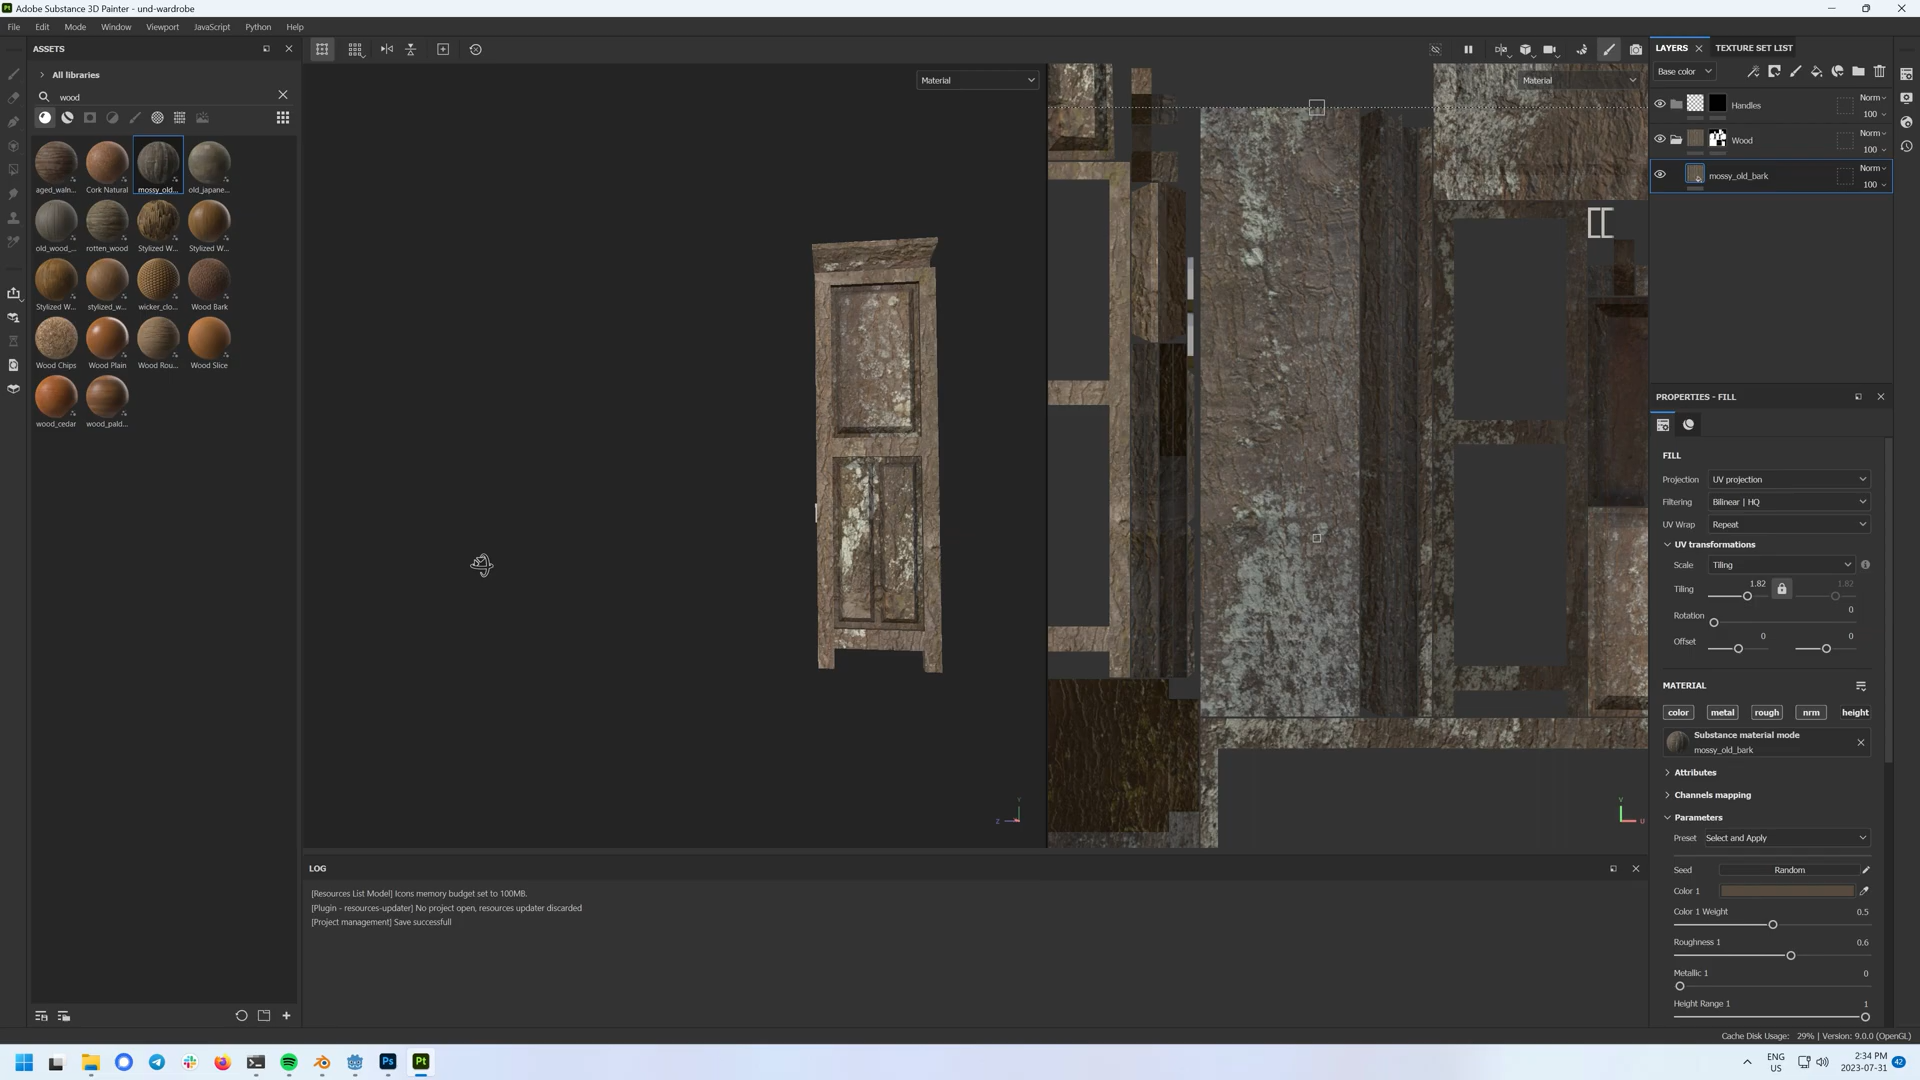 Pt Adobe Substance 3D Painter - und-wardrobe
File Edit Mode Window Viewport JavaScript Python Help
ASSETS
All libraries
wood
aged_waln... Cork Natural mossy_old... old_japane...
old_wood_... rotten_wood Stylized W... Stylized W...
Stylized W... stylized_w... wicker_clo... Wood Bark
Wood Chips Wood Plain Wood Rou... Wood Slice
wood_cedar wood_pald...
Material
Material
Y
Z
V
U
LOG
[Resources List Model] Icons memory budget set to 100MB.
[Plugin - resources-updater] No project open, resources updater discarded
[Project management] Save successfull
LAYERS TEXTURE SET LIST
Base color
Handles Norm
100
Wood Norm
100
mossy_old_bark Norm
100
PROPERTIES - FILL
FILL
Projection UV projection
Filtering Bilinear | HQ
UV Wrap Repeat
UV transformations
Scale Tiling
Tiling 1.82 1.82
Rotation 0
Offset 0 0
MATERIAL
color metal rough nrm height
Substance material mode
mossy_old_bark
Attributes
Channels mapping
Parameters
Preset Select and Apply
Seed Random
Color 1
Color 1 Weight 0.5
Roughness 1 0.6
Metallic 1 0
Height Range 1 1
Cache Disk Usage: 29% | Version: 9.0.0 (OpenGL)
Ps Pt
ENG
US
2:34 PM
2023-07-31
42